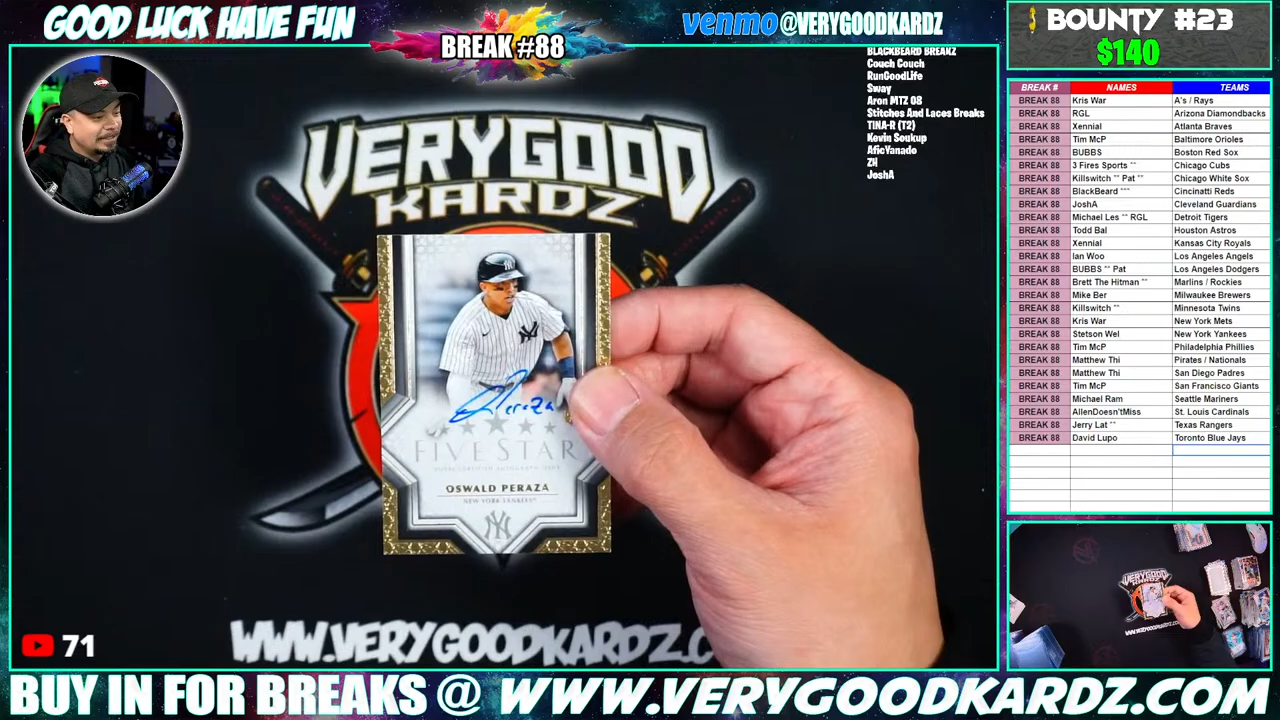 GOOD LUCK HAVE FUN
BREAK #88
venmo @VERYGOODKARDZ
BOUNTY #23
$140
BLACKBEARD BREAKZ
Couch Couch
RunGoodLife
Sway
Aron MTZ 08
Stitches And Laces Breaks
TINA-R (T2)
Kevin Soukup
AficYanado
ZH
JoshA
VERYGOOD
KARDZ
FIVE STAR
OSWALD PERAZA
NEW YORK YANKEES
WWW.VERYGOODKARDZ.C
71
BREAK # NAMES TEAMS
BREAK 88 Kris War A's / Rays
BREAK 88 RGL Arizona Diamondbacks
BREAK 88 Xennial Atlanta Braves
BREAK 88 Tim McP Baltimore Orioles
BREAK 88 BUBBS Boston Red Sox
BREAK 88 3 Fires Sports ** Chicago Cubs
BREAK 88 Killswitch ** Pat ** Chicago White Sox
BREAK 88 BlackBeard *** Cincinatti Reds
BREAK 88 JoshA Cleveland Guardians
BREAK 88 Michael Les ** RGL Detroit Tigers
BREAK 88 Todd Bal Houston Astros
BREAK 88 Xennial Kansas City Royals
BREAK 88 Ian Woo Los Angeles Angels
BREAK 88 BUBBS ** Pat Los Angeles Dodgers
BREAK 88 Brett The Hitman ** Marlins / Rockies
BREAK 88 Mike Ber Milwaukee Brewers
BREAK 88 Killswitch ** Minnesota Twins
BREAK 88 Kris War New York Mets
BREAK 88 Stetson Wel New York Yankees
BREAK 88 Tim McP Philadelphia Phillies
BREAK 88 Matthew Thi Pirates / Nationals
BREAK 88 Matthew Thi San Diego Padres
BREAK 88 Tim McP San Francisco Giants
BREAK 88 Michael Ram Seattle Mariners
BREAK 88 AllenDoesn'tMiss St. Louis Cardinals
BREAK 88 Jerry Lat ** Texas Rangers
BREAK 88 David Lupo Toronto Blue Jays
VERYGOOD
KARDZ
BUY IN FOR BREAKS @ WWW.VERYGOODKARDZ.COM